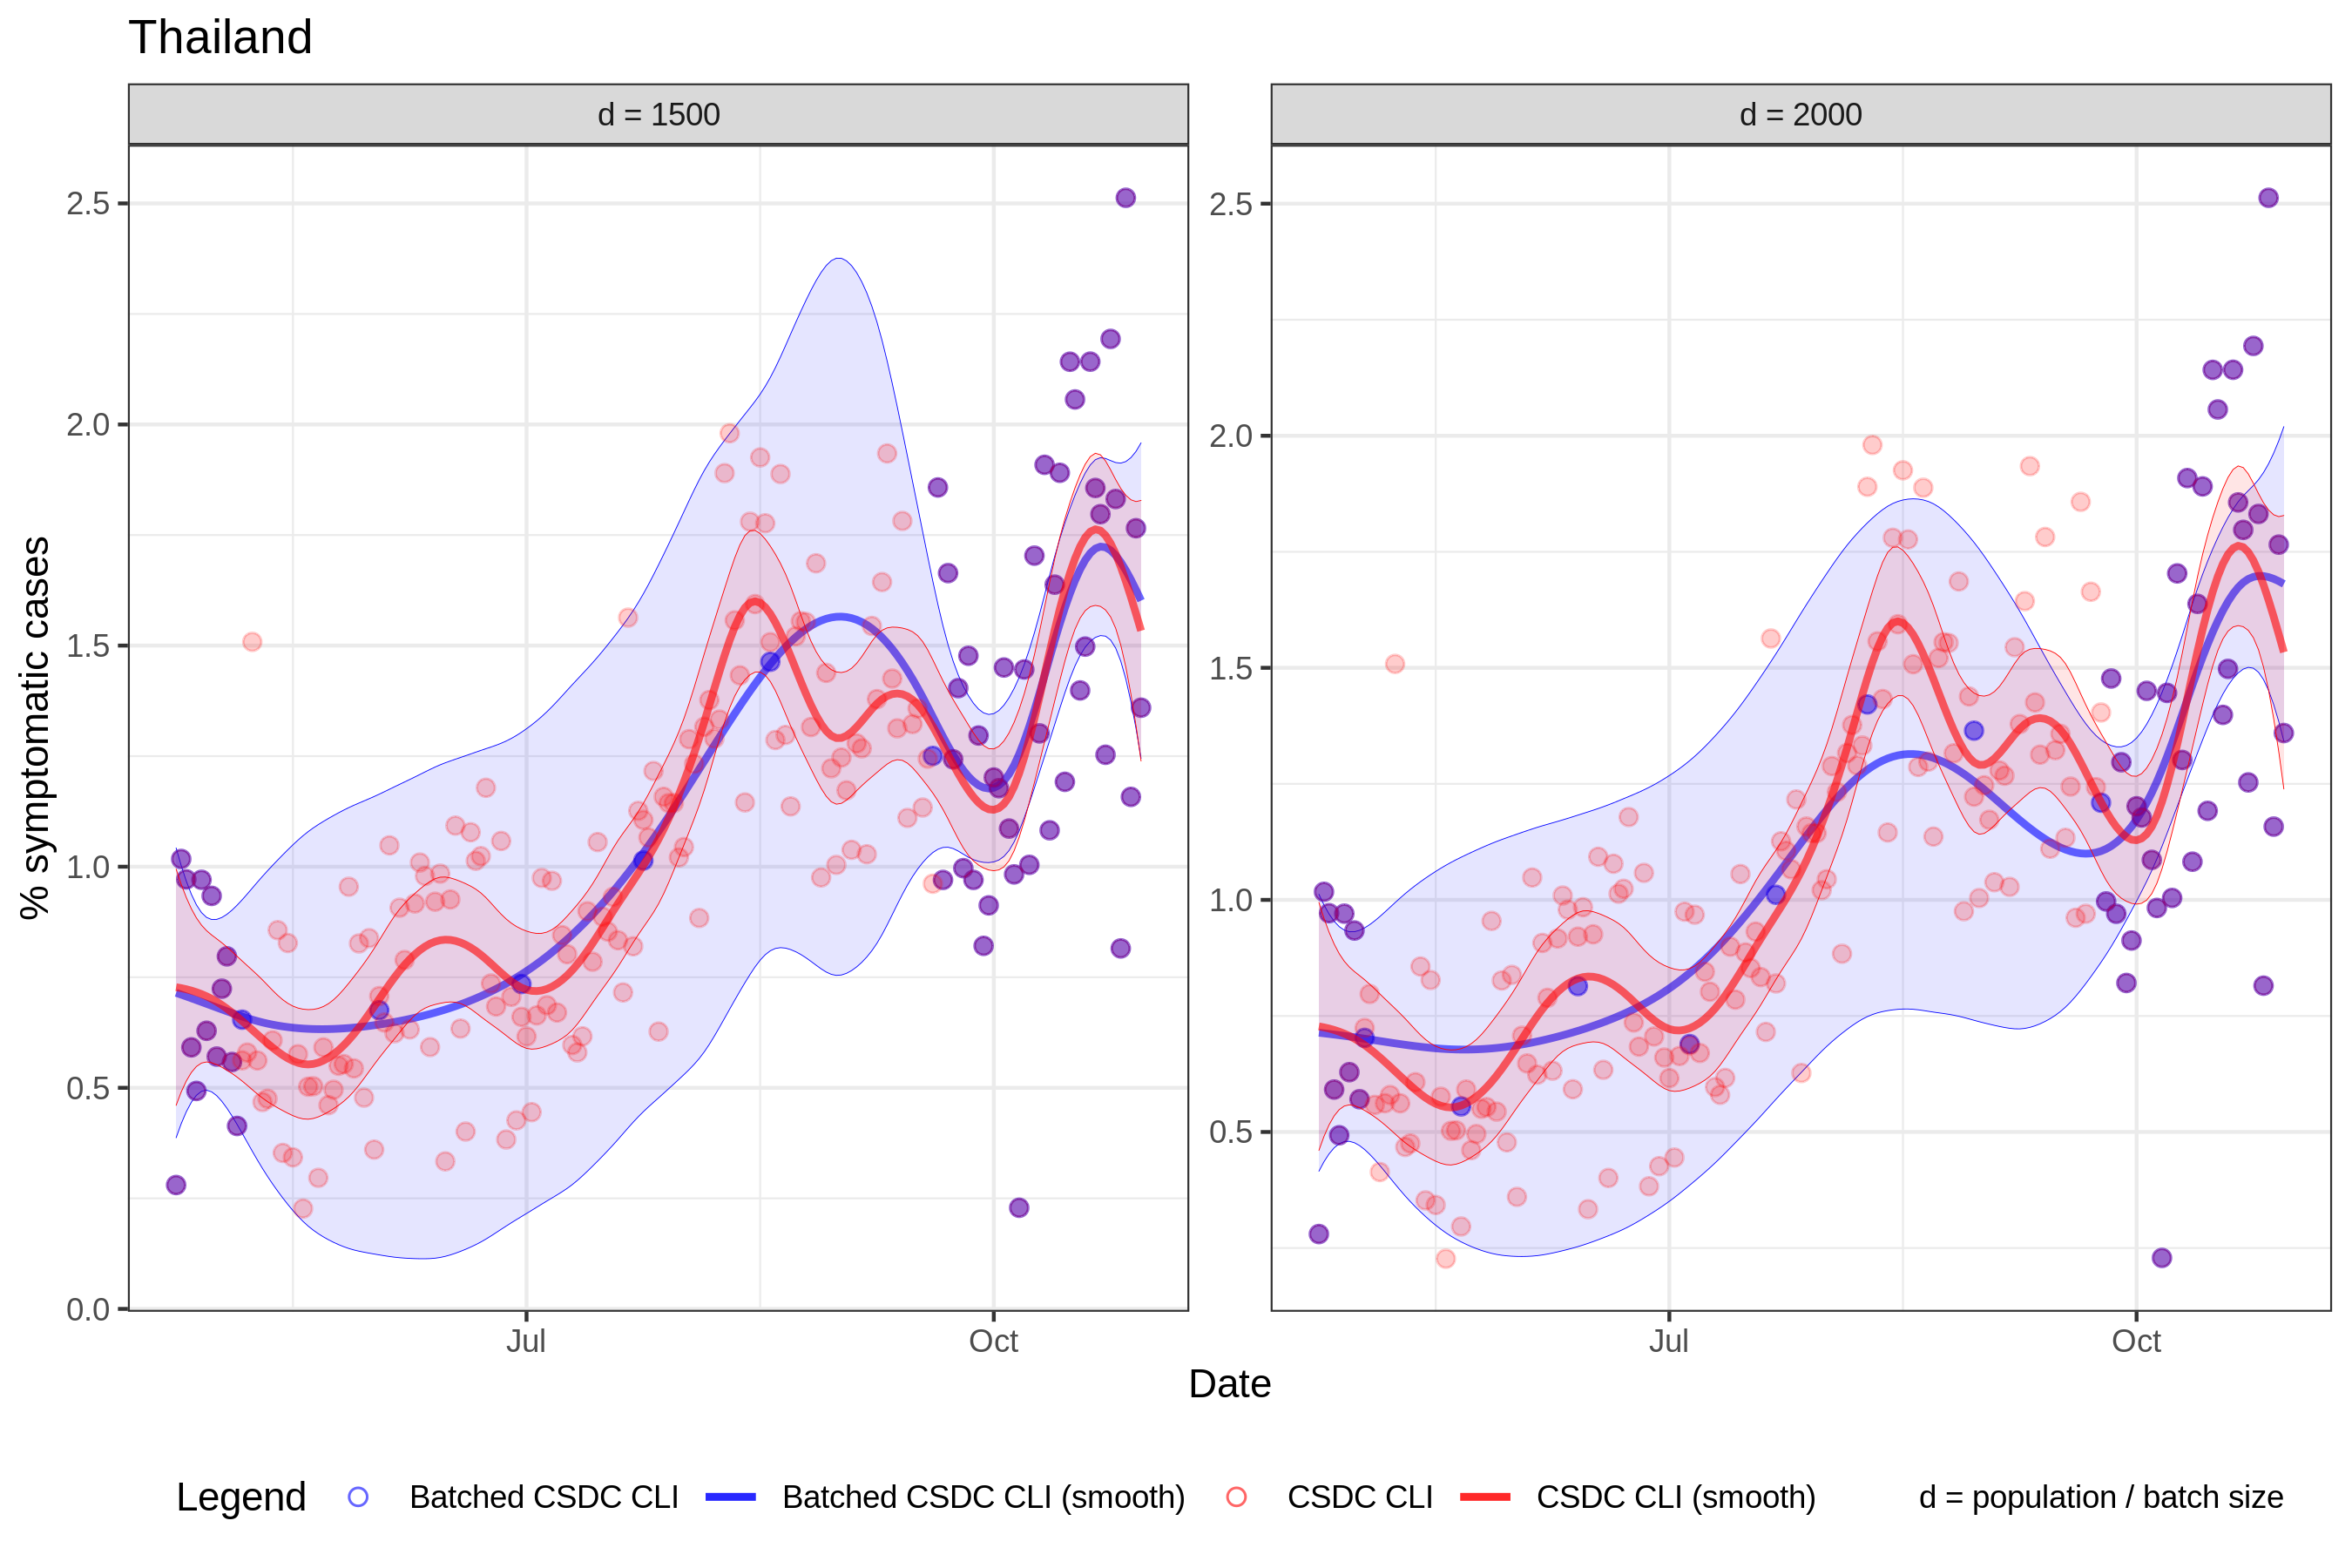 Thailand
d = 1500
d = 2000
% symptomatic cases
2.5
2.0
1.5
1.0
0.5
0.0
2.5
2.0
1.5
1.0
0.5
Jul
Oct
Jul
Oct
Date
Legend
Batched CSDC CLI
Batched CSDC CLI (smooth)
CSDC CLI
CSDC CLI (smooth)
d = population / batch size